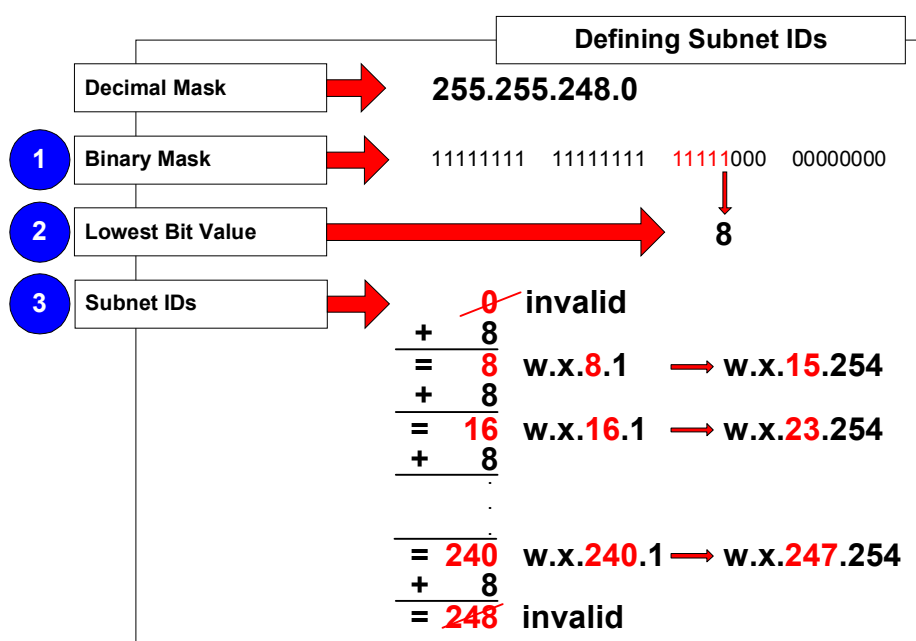 Defining Subnet IDs
Decimal Mask 255.255.248.0
1 Binary Mask 11111111 11111111 11111000 00000000
2 Lowest Bit Value 8
3 Subnet IDs
0 invalid
+ 8
= 8 w.x.8.1 w.x.15.254
+ 8
= 16 w.x.16.1 w.x.23.254
+ 8
.
.
.
= 240 w.x.240.1 w.x.247.254
+ 8
= 248 invalid